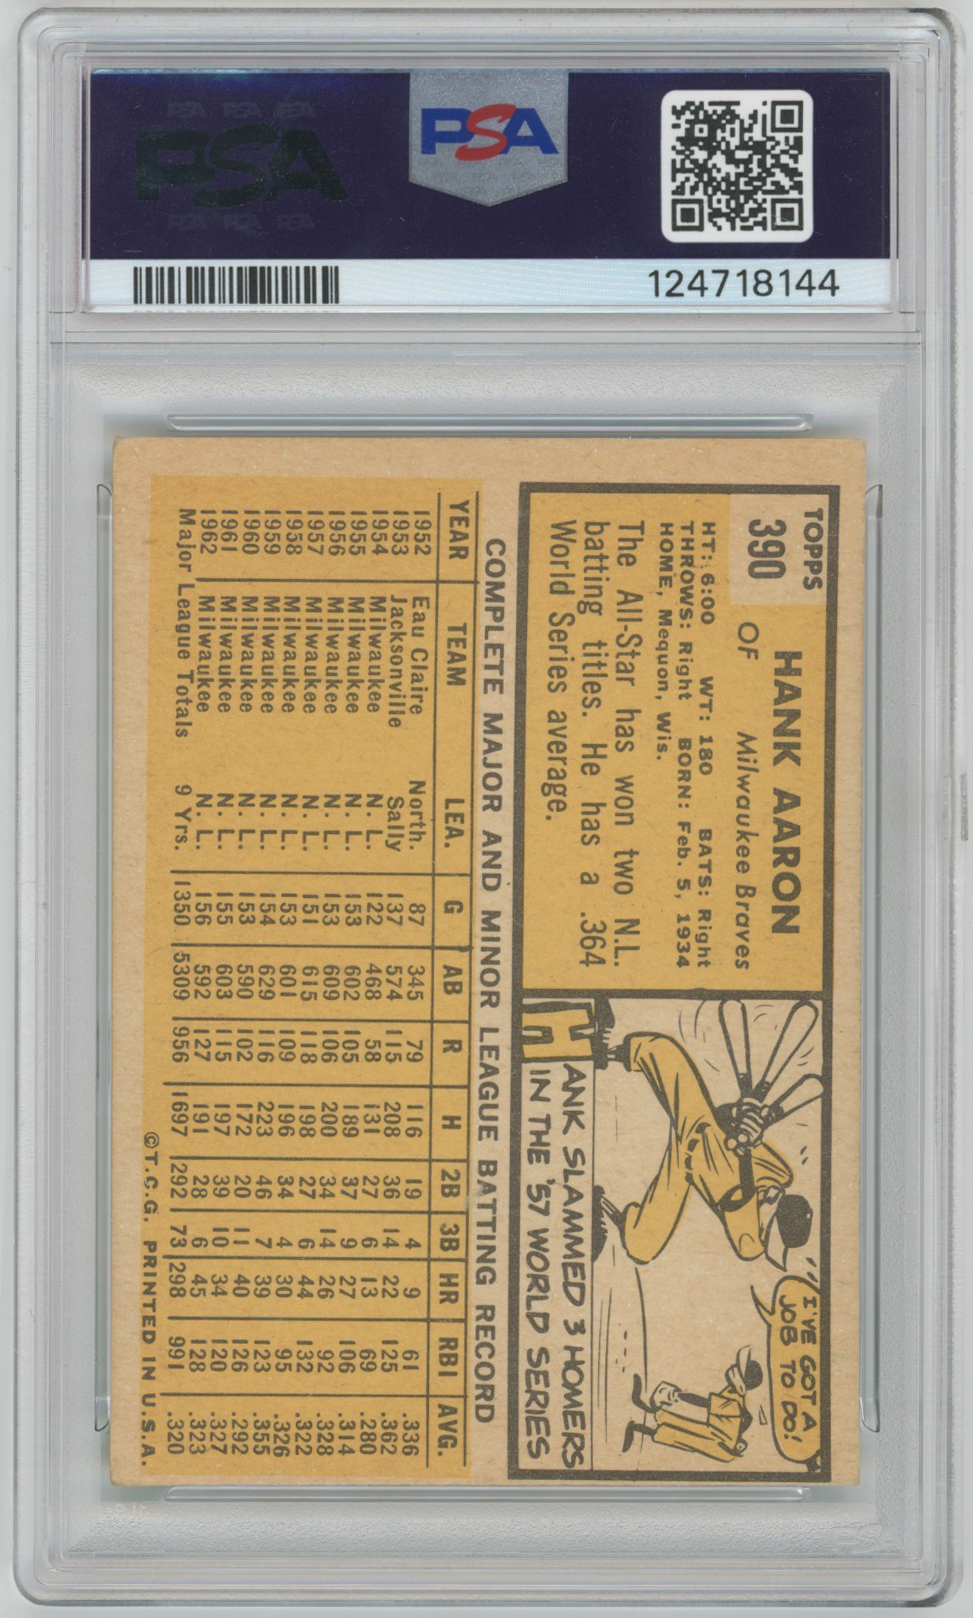 PSA PSA PSA
PSA
PSA PSA PSA
PSA
124718144
TOPPS
390
HANK AARON
OF Milwaukee Braves
HT: 6:00 WT: 180 BATS: Right
THROWS: Right BORN: Feb. 5, 1934
HOME, Mequon, Wis.
The All-Star has won two N.L.
batting titles. He has a .364
World Series average.
I'VE GOT A
JOB TO DO!
HANK SLAMMED 3 HOMERS
IN THE '57 WORLD SERIES
COMPLETE MAJOR AND MINOR LEAGUE BATTING RECORD
YEAR TEAM LEA. G AB R H 2B 3B HR RBI AVG.
1952 Eau Claire North. 87 345 79 116 19 4 9 61 .336
1953 Jacksonville Sally 137 574 115 208 36 14 22 125 .362
1954 Milwaukee N. L. 122 468 58 131 27 6 13 69 .280
1955 Milwaukee N. L. 153 602 105 189 37 9 27 106 .314
1956 Milwaukee N. L. 153 609 106 200 34 14 26 92 .328
1957 Milwaukee N. L. 151 615 118 198 27 6 44 132 .322
1958 Milwaukee N. L. 153 601 109 196 34 4 30 95 .326
1959 Milwaukee N. L. 154 629 116 223 46 7 39 123 .355
1960 Milwaukee N. L. 153 590 102 172 20 11 40 126 .292
1961 Milwaukee N. L. 155 603 115 197 39 10 34 120 .327
1962 Milwaukee N. L. 156 592 127 191 28 6 45 128 .323
Major League Totals 9 Yrs. 1350 5309 956 1697 292 73 298 991 .320
©T.C.G. PRINTED IN U.S.A.